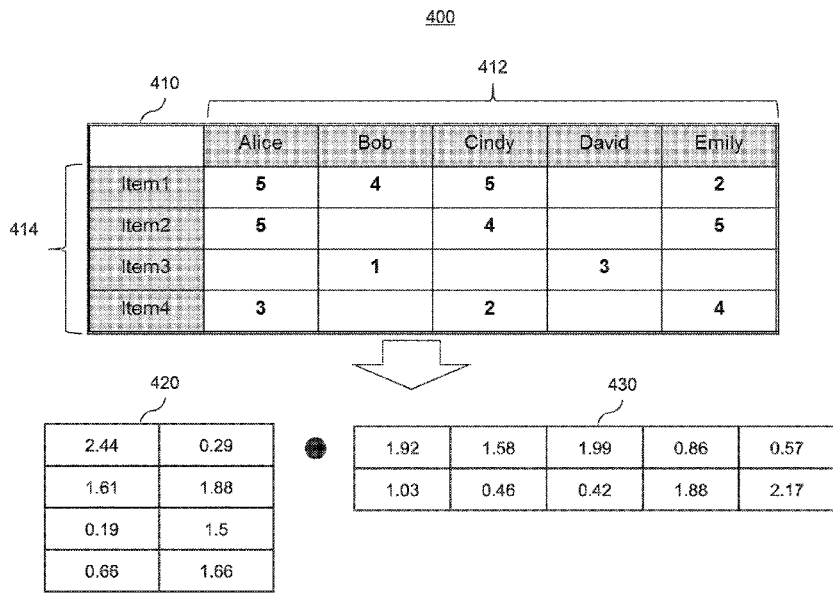 400
412
410
Alice Bob Cindy David Emily
Item1 5 4 5 2
Item2 5 4 5
414
Item3 1 3
Item4 3 2 4
420
430
2.44 0.29
1.61 1.88
0.19 1.5
0.66 1.66
1.92 1.58 1.99 0.86 0.57
1.03 0.46 0.42 1.88 2.17